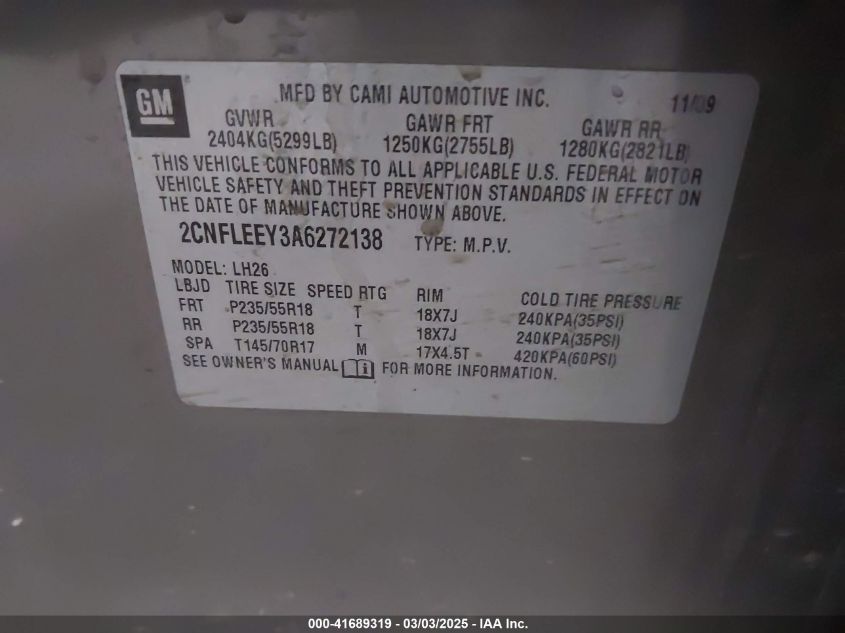 GM
MFD BY CAMI AUTOMOTIVE INC. 11/09
GVWR GAWR FRT GAWR RR
2404KG(5299LB) 1250KG(2755LB) 1280KG(2821LB)
THIS VEHICLE CONFORMS TO ALL APPLICABLE U.S. FEDERAL MOTOR
VEHICLE SAFETY AND THEFT PREVENTION STANDARDS IN EFFECT ON
THE DATE OF MANUFACTURE SHOWN ABOVE.
2CNFLEEY3A6272138 TYPE: M.P.V.
MODEL: LH26
LBJD TIRE SIZE SPEED RTG RIM COLD TIRE PRESSURE
FRT P235/55R18 T 18X7J 240KPA(35PSI)
RR P235/55R18 T 18X7J 240KPA(35PSI)
SPA T145/70R17 M 17X4.5T 420KPA(60PSI)
SEE OWNER'S MANUAL FOR MORE INFORMATION.
000-41689319 / 03/03/2025 - IAA Inc.